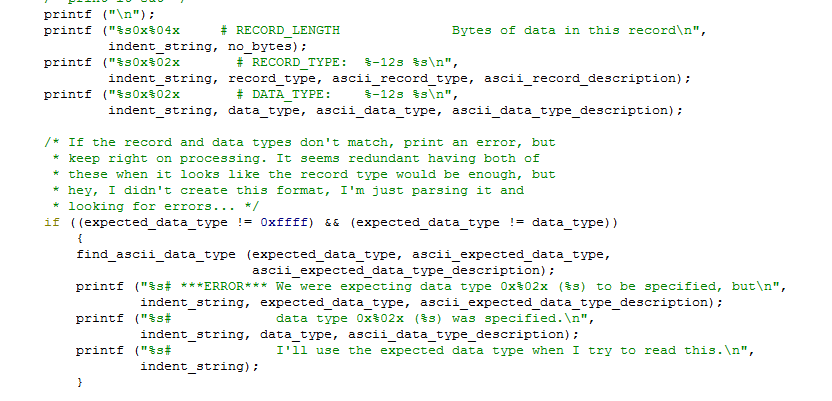 /* print it out */
printf ("\n");
printf ("%s0x%04x     # RECORD_LENGTH              Bytes of data in this record\n",
        indent_string, no_bytes);
printf ("%s0x%02x       # RECORD_TYPE:  %-12s %s\n",
        indent_string, record_type, ascii_record_type, ascii_record_description);
printf ("%s0x%02x       # DATA_TYPE:    %-12s %s\n",
        indent_string, data_type, ascii_data_type, ascii_data_type_description);

/* If the record and data types don't match, print an error, but
 * keep right on processing. It seems redundant having both of
 * these when it looks like the record type would be enough, but
 * hey, I didn't create this format, I'm just parsing it and
 * looking for errors... */
if ((expected_data_type != 0xffff) && (expected_data_type != data_type))
    {
    find_ascii_data_type (expected_data_type, ascii_expected_data_type,
                          ascii_expected_data_type_description);
    printf ("%s# ***ERROR*** We were expecting data type 0x%02x (%s) to be specified, but\n",
            indent_string, expected_data_type, ascii_expected_data_type_description);
    printf ("%s#             data type 0x%02x (%s) was specified.\n",
            indent_string, data_type, ascii_data_type_description);
    printf ("%s#             I'll use the expected data type when I try to read this.\n",
            indent_string);
    }